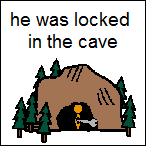 he was locked
in the cave